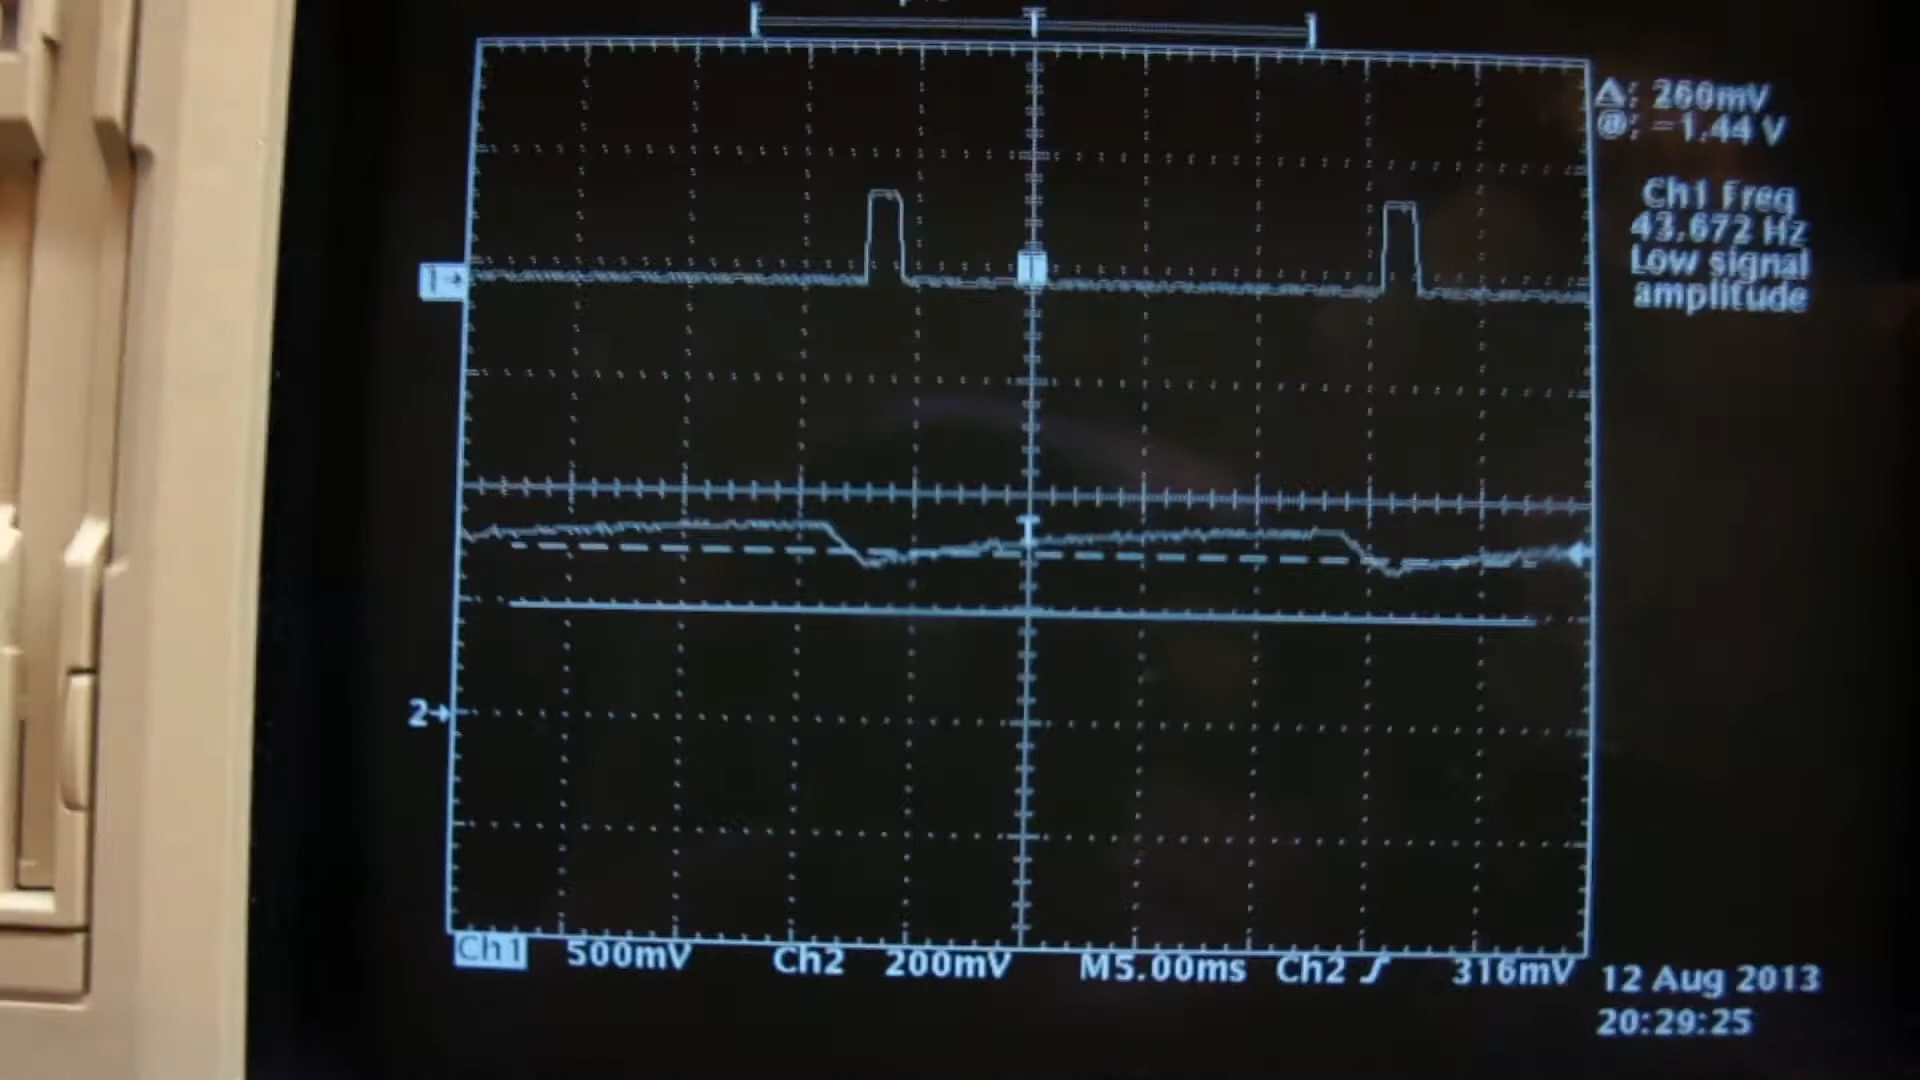 Δ: 260mV
@: -1.44 V
Ch1 Freq
43.672 Hz
Low signal
amplitude
1→
2→
Ch1 500mV Ch2 200mV M5.00ms Ch2 ʃ 316mV
12 Aug 2013
20:29:25